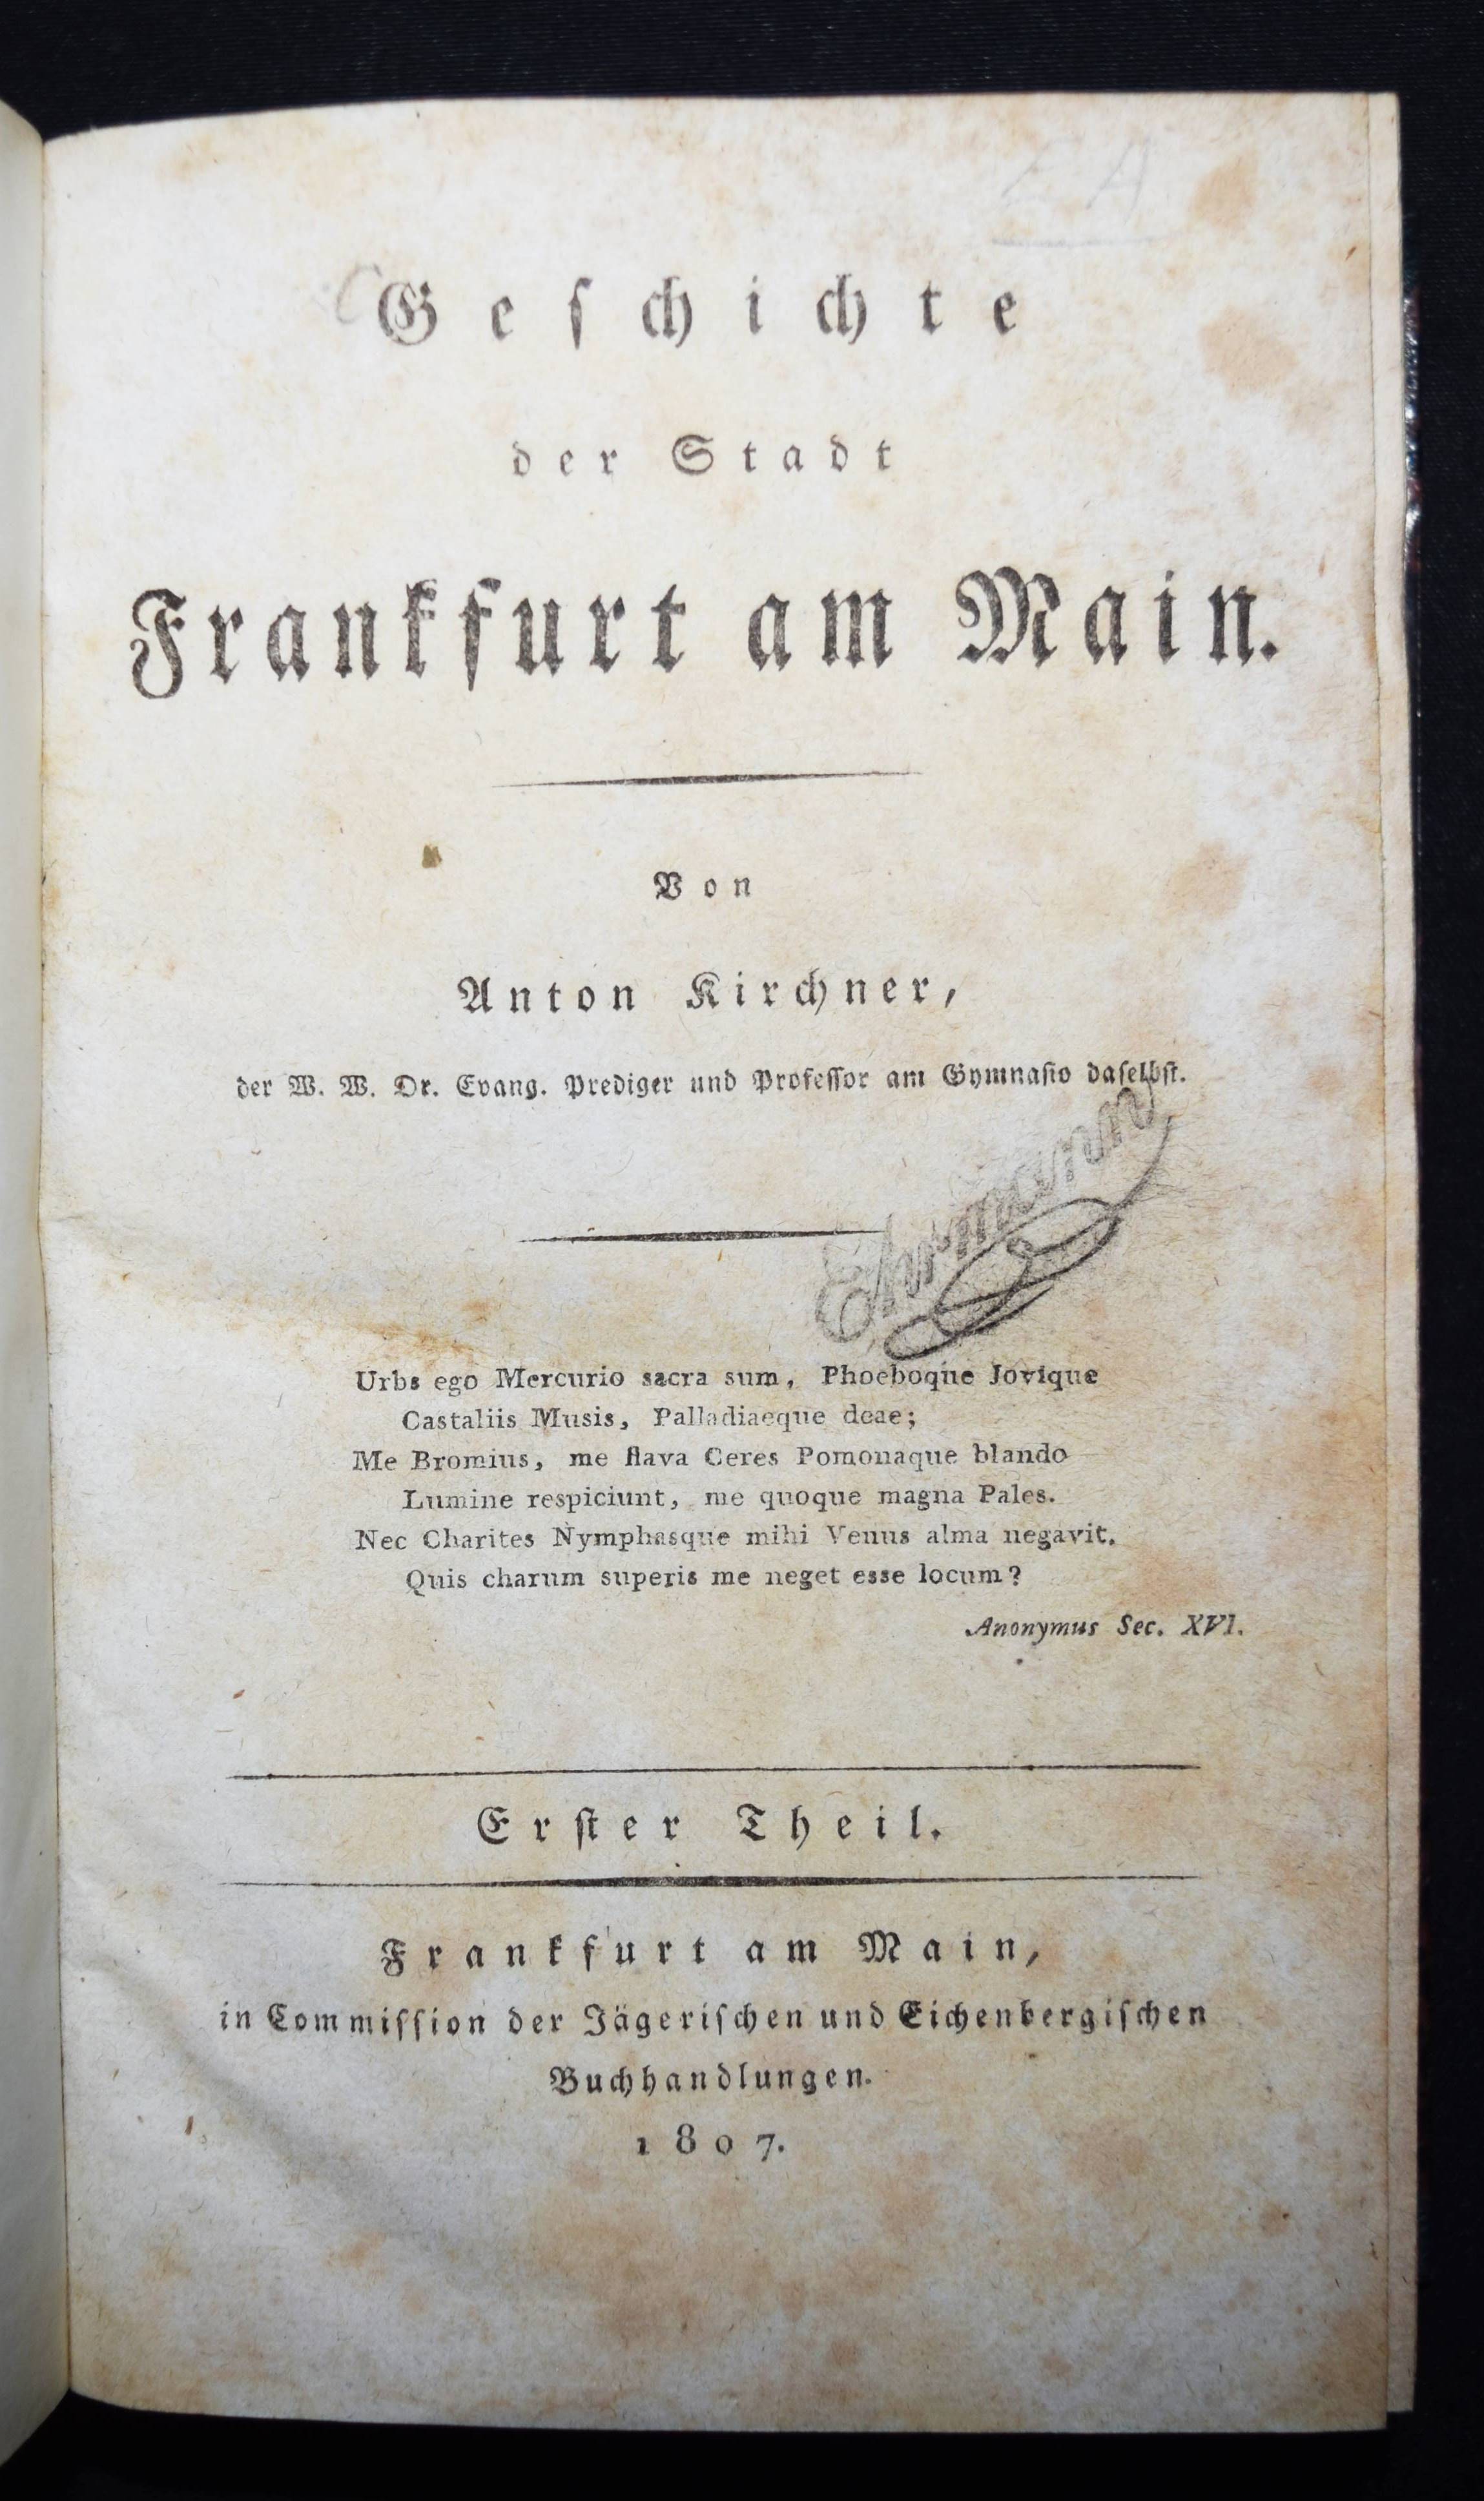 Geſchichte
der Stadt
Frankfurt am Main.
Von
Anton Kirchner,
der W. W. Dr. Evang. Prediger und Profeſſor am Gymnaſio daſelbſt.
Ehrmann
Urbs ego Mercurio sacra sum, Phoeboque Jovique
Castaliis Musis, Palladiaeque deae;
Me Bromius, me flava Ceres Pomonaque blando
Lumine respiciunt, me quoque magna Pales.
Nec Charites Nymphasque mihi Venus alma negavit.
Quis charum superis me neget esse locum?
Anonymus Sec. XVI.
Erſter Theil.
Frankfurt am Main,
in Commiſſion der Jägeriſchen und Eichenbergiſchen
Buchhandlungen.
1807.